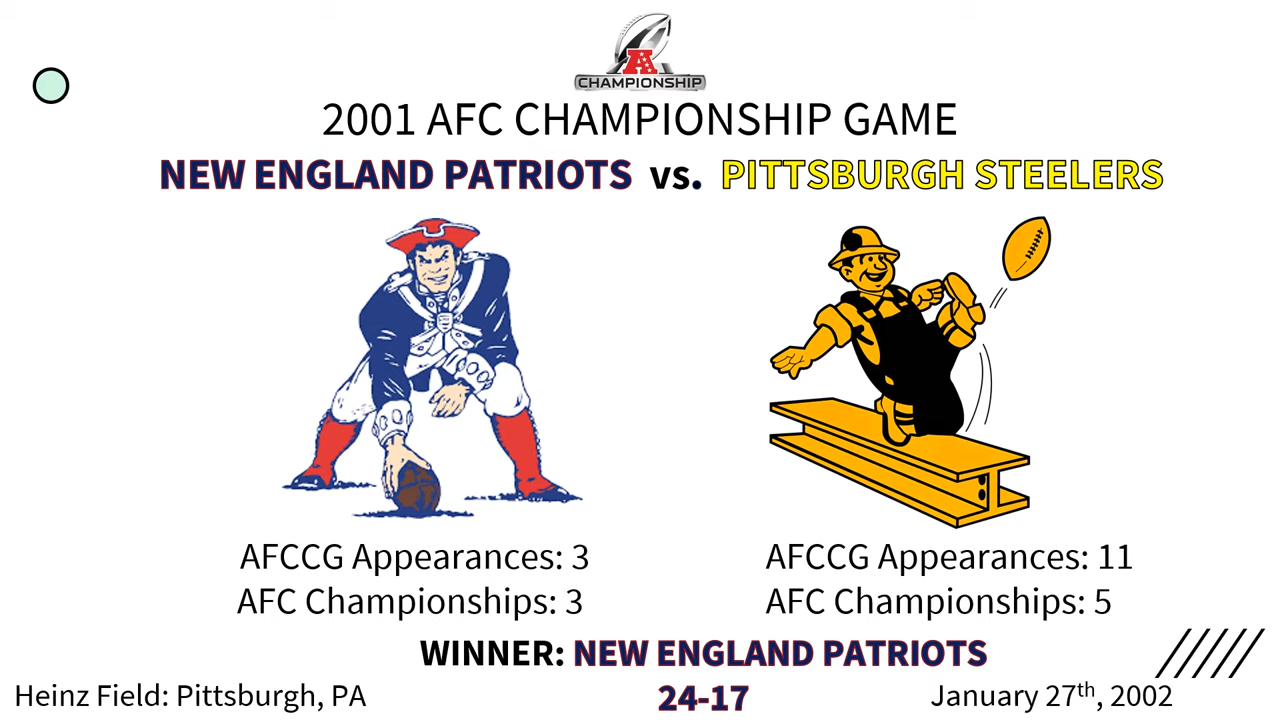 A
CHAMPIONSHIP
2001 AFC CHAMPIONSHIP GAME
NEW ENGLAND PATRIOTS vs. PITTSBURGH STEELERS
AFCCG Appearances: 3
AFC Championships: 3
AFCCG Appearances: 11
AFC Championships: 5
WINNER: NEW ENGLAND PATRIOTS
24-17
Heinz Field: Pittsburgh, PA
January 27th, 2002